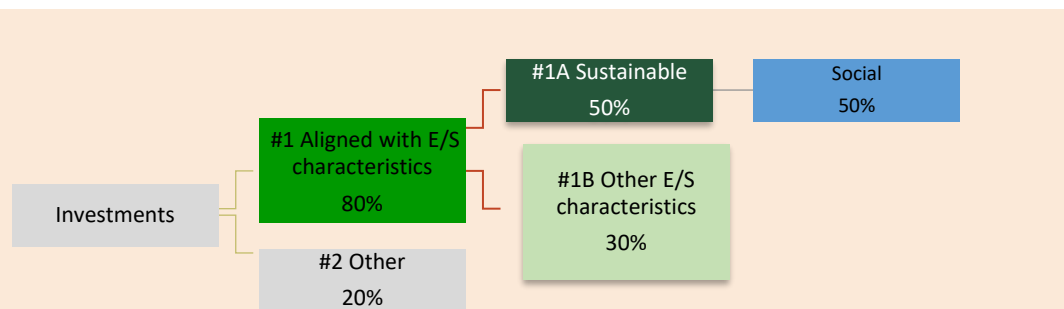 Investments
#1 Aligned with E/S
characteristics
80%
#2 Other
20%
#1A Sustainable
50%
#1B Other E/S
characteristics
30%
Social
50%